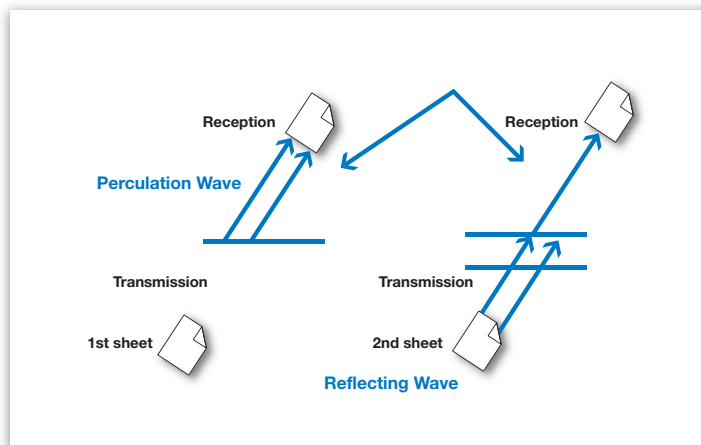 Reception
Reception
Perculation Wave
Transmission
Transmission
1st sheet
2nd sheet
Reflecting Wave